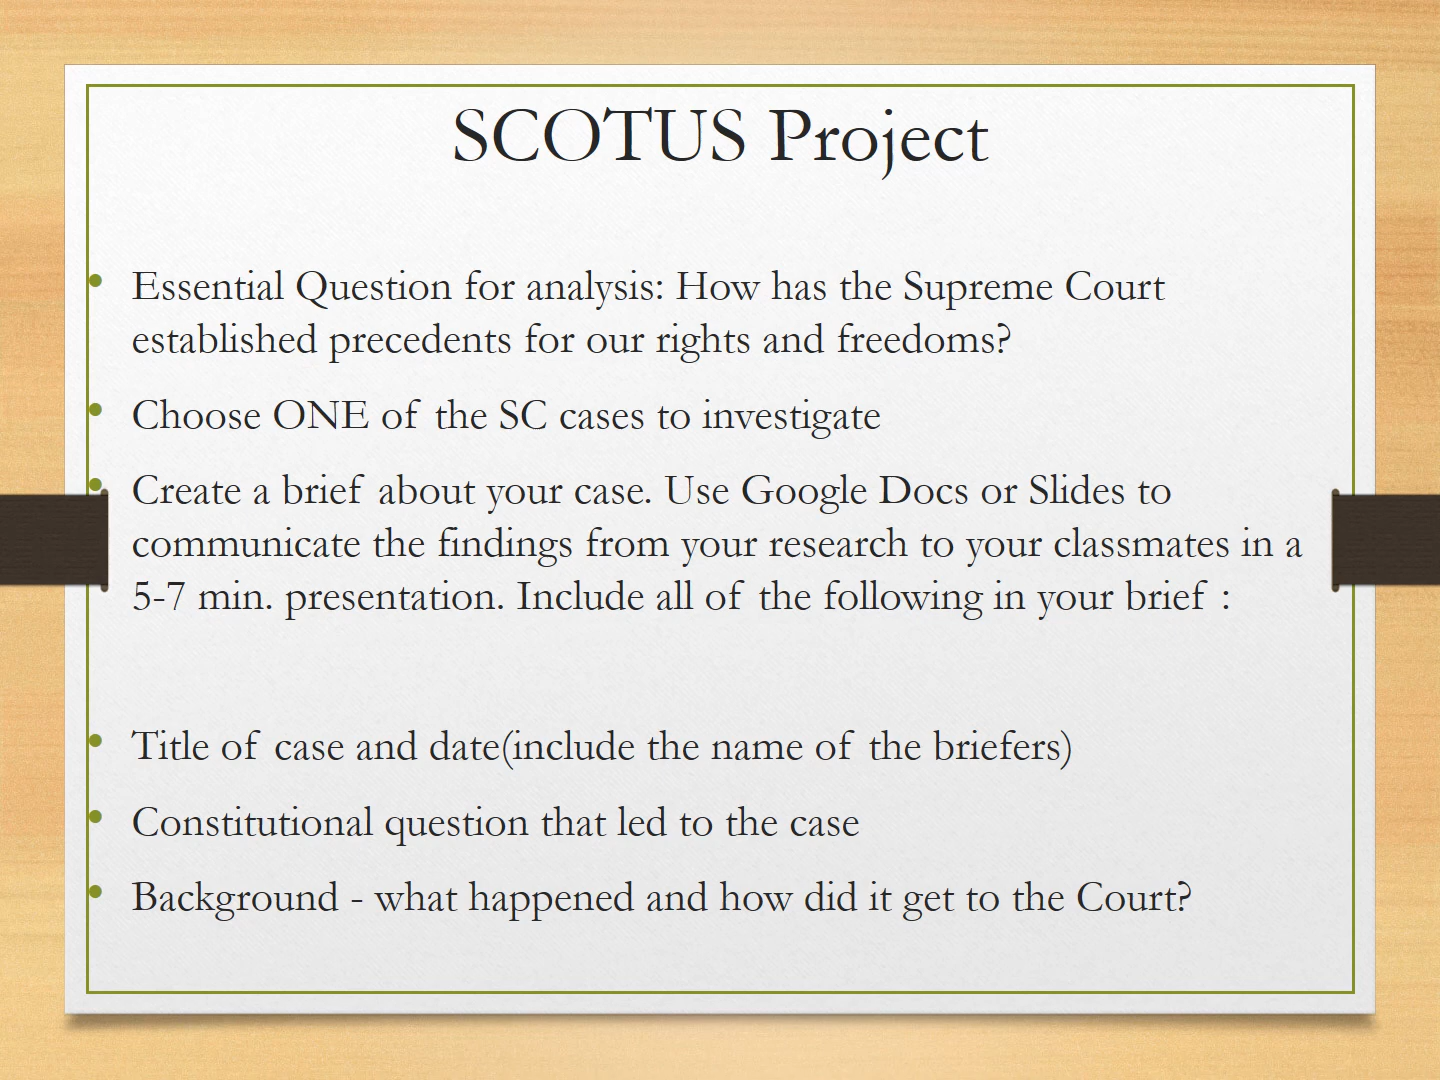 SCOTUS Project
• Essential Question for analysis: How has the Supreme Court
established precedents for our rights and freedoms?
• Choose ONE of the SC cases to investigate
• Create a brief about your case. Use Google Docs or Slides to
communicate the findings from your research to your classmates in a
5-7 min. presentation. Include all of the following in your brief :
• Title of case and date(include the name of the briefers)
• Constitutional question that led to the case
• Background - what happened and how did it get to the Court?